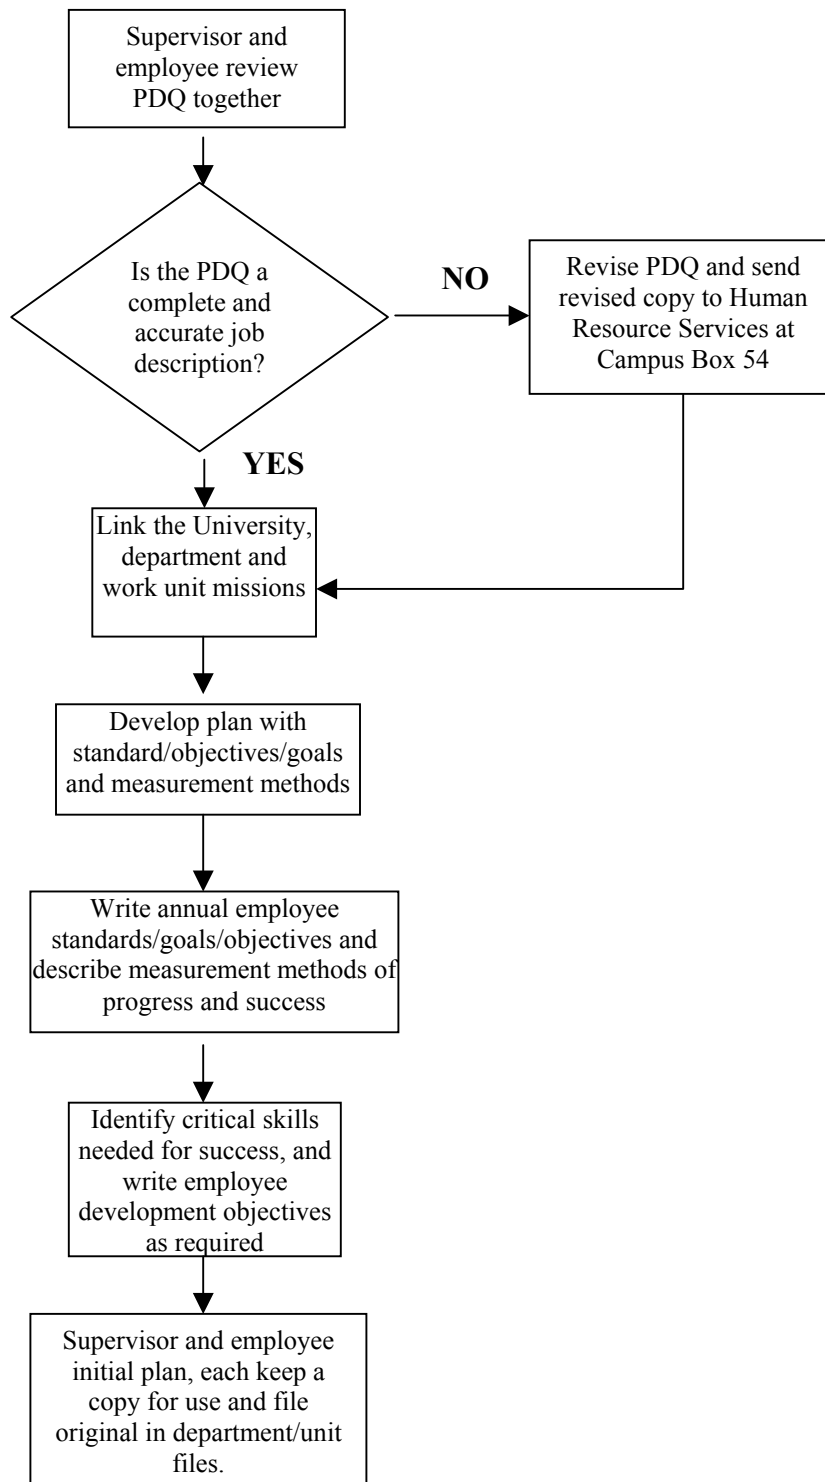 Supervisor and
employee review
PDQ together
Is the PDQ a
complete and
accurate job
description?
NO
Revise PDQ and send
revised copy to Human
Resource Services at
Campus Box 54
YES
Link the University,
department and
work unit missions
Develop plan with
standard/objectives/goals
and measurement methods
Write annual employee
standards/goals/objectives and
describe measurement methods of
progress and success
Identify critical skills
needed for success, and
write employee
development objectives
as required
Supervisor and employee
initial plan, each keep a
copy for use and file
original in department/unit
files.